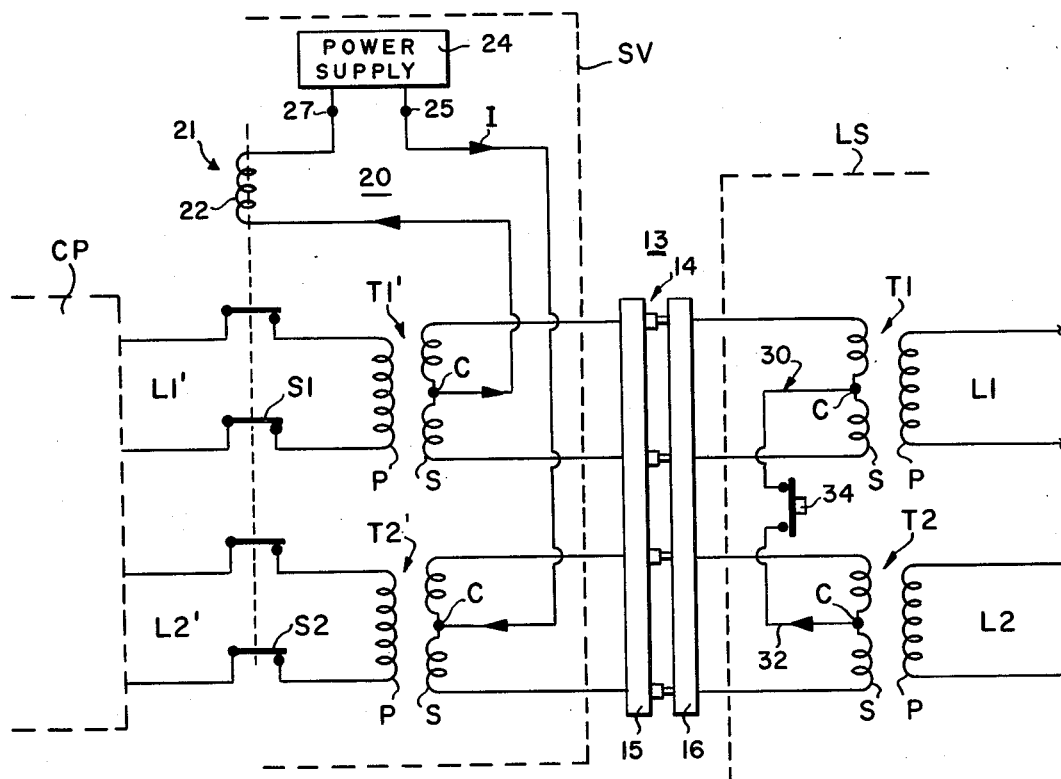 POWER
SUPPLY
24
SV
27
25
I
21
LS
20
22
13
CP
14
T1'
T1
30
L1'
S1
C
C
L1
P
S
S
P
34
T2'
T2
C
C
L2'
S2
L2
32
P
S
S
P
15
16